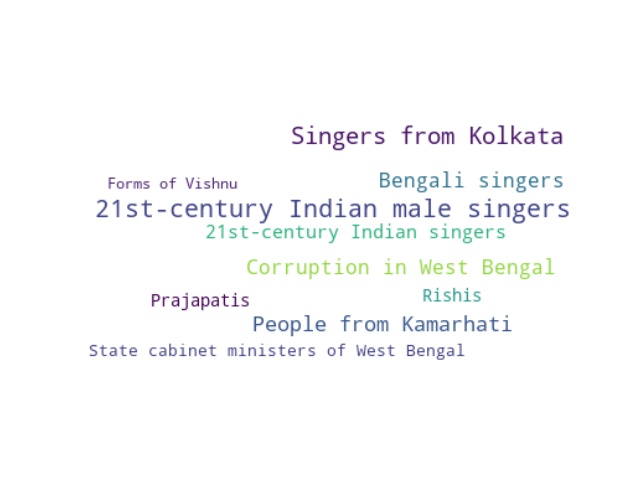 Singers from Kolkata
Forms of Vishnu
Bengali singers
21st-century Indian male singers
21st-century Indian singers
Corruption in West Bengal
Rishis
Prajapatis
People from Kamarhati
State cabinet ministers of West Bengal